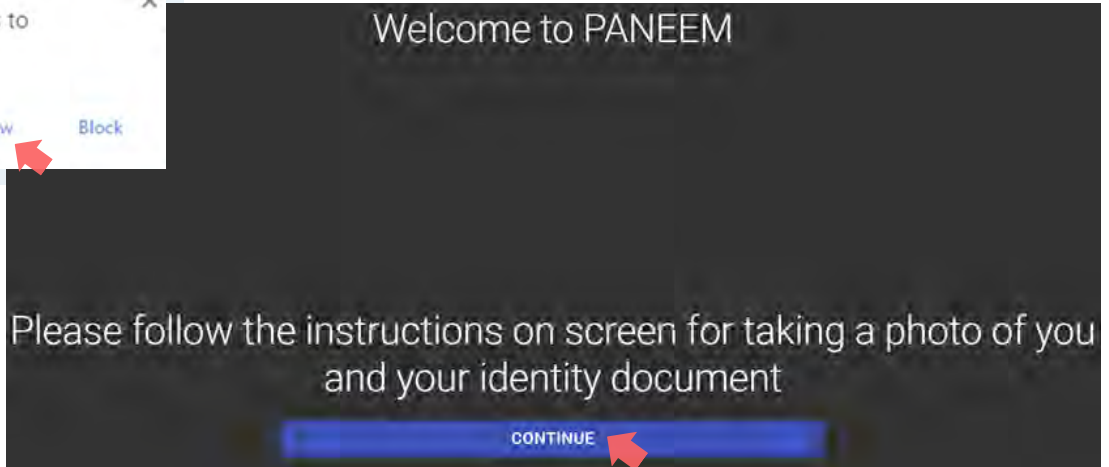 to
Block
Welcome to PANEEM
Please follow the instructions on screen for taking a photo of you
and your identity document
CONTINUE